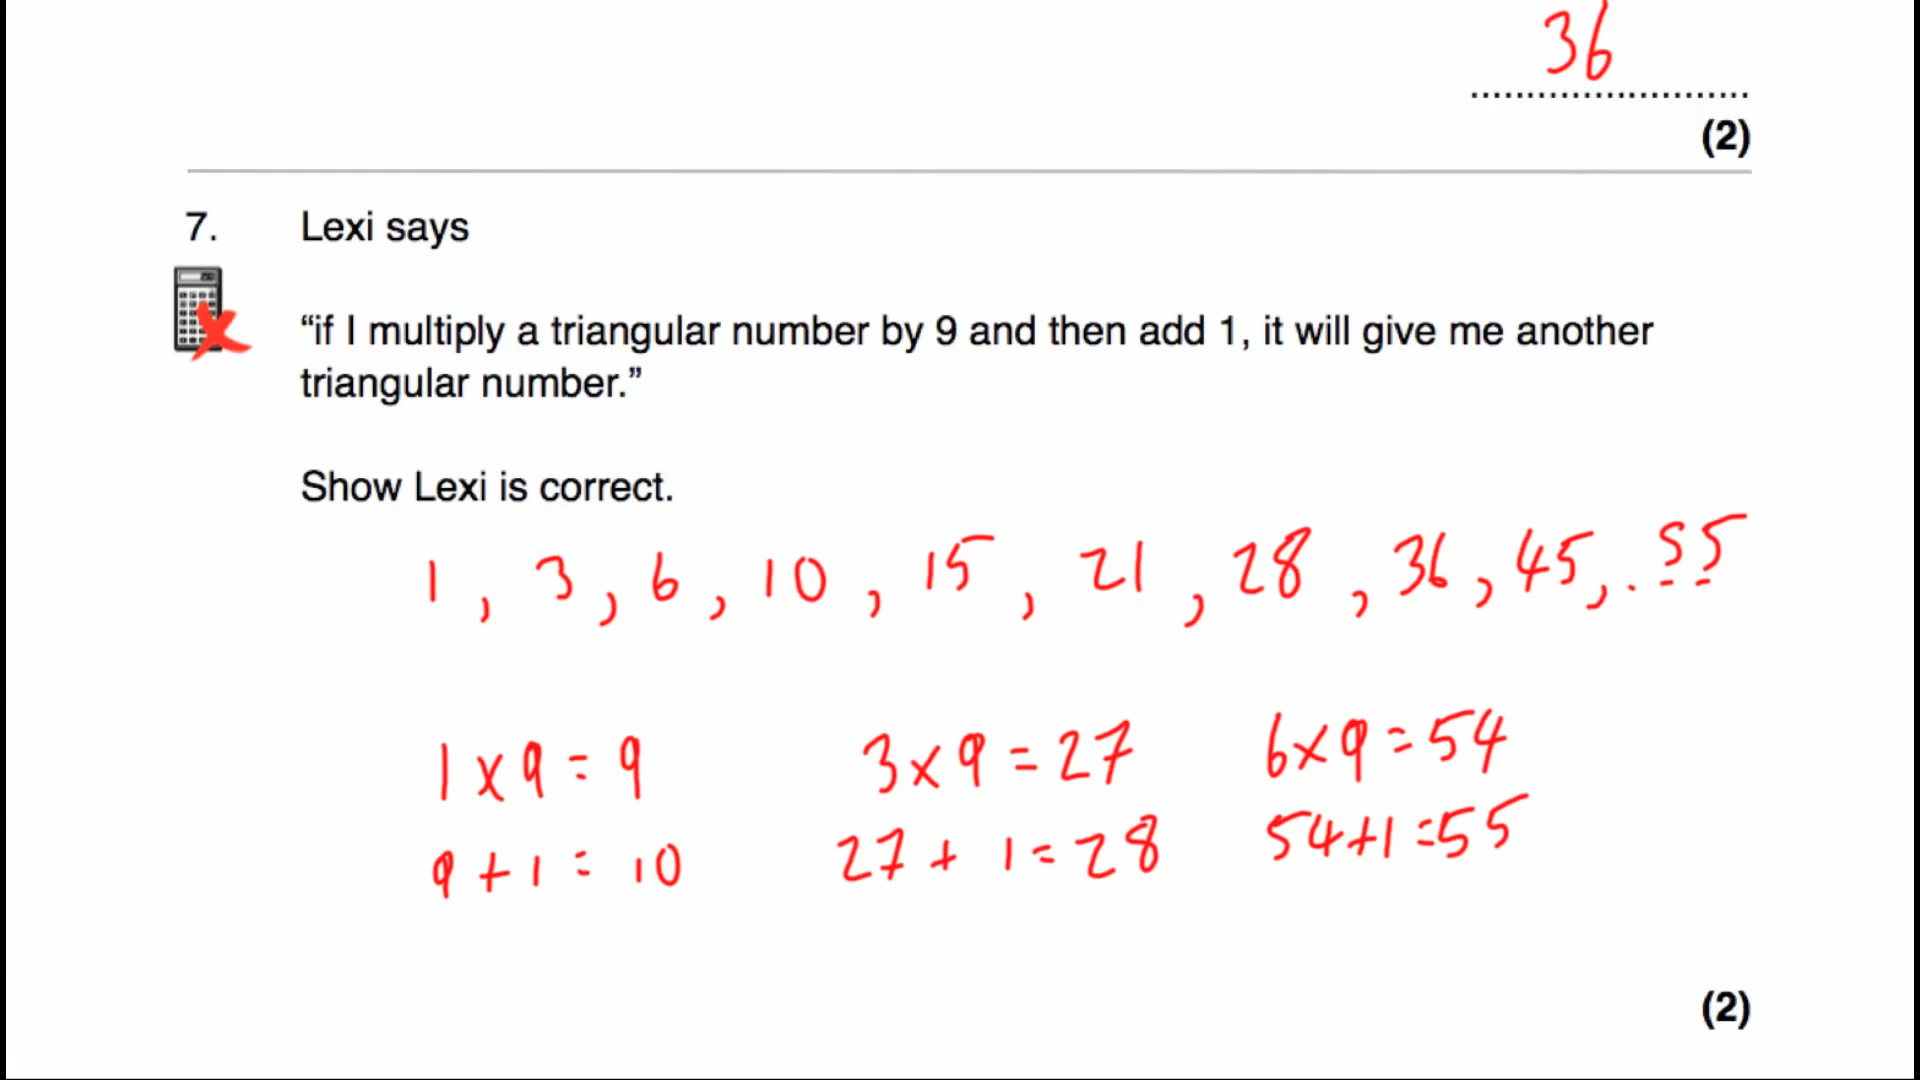 36
(2)
7. Lexi says
“if I multiply a triangular number by 9 and then add 1, it will give me another
triangular number.”
Show Lexi is correct.
1, 3, 6, 10, 15, 21, 28, 36, 45, . 55
1 x 9 = 9 3 x 9 = 27 6 x 9 = 54
9 + 1 = 10 27 + 1 = 28 54 + 1 = 55
(2)